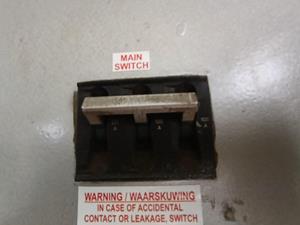 MAIN
SWITCH
WARNING / WAARSKUWING
IN CASE OF ACCIDENTAL
CONTACT OR LEAKAGE, SWITCH